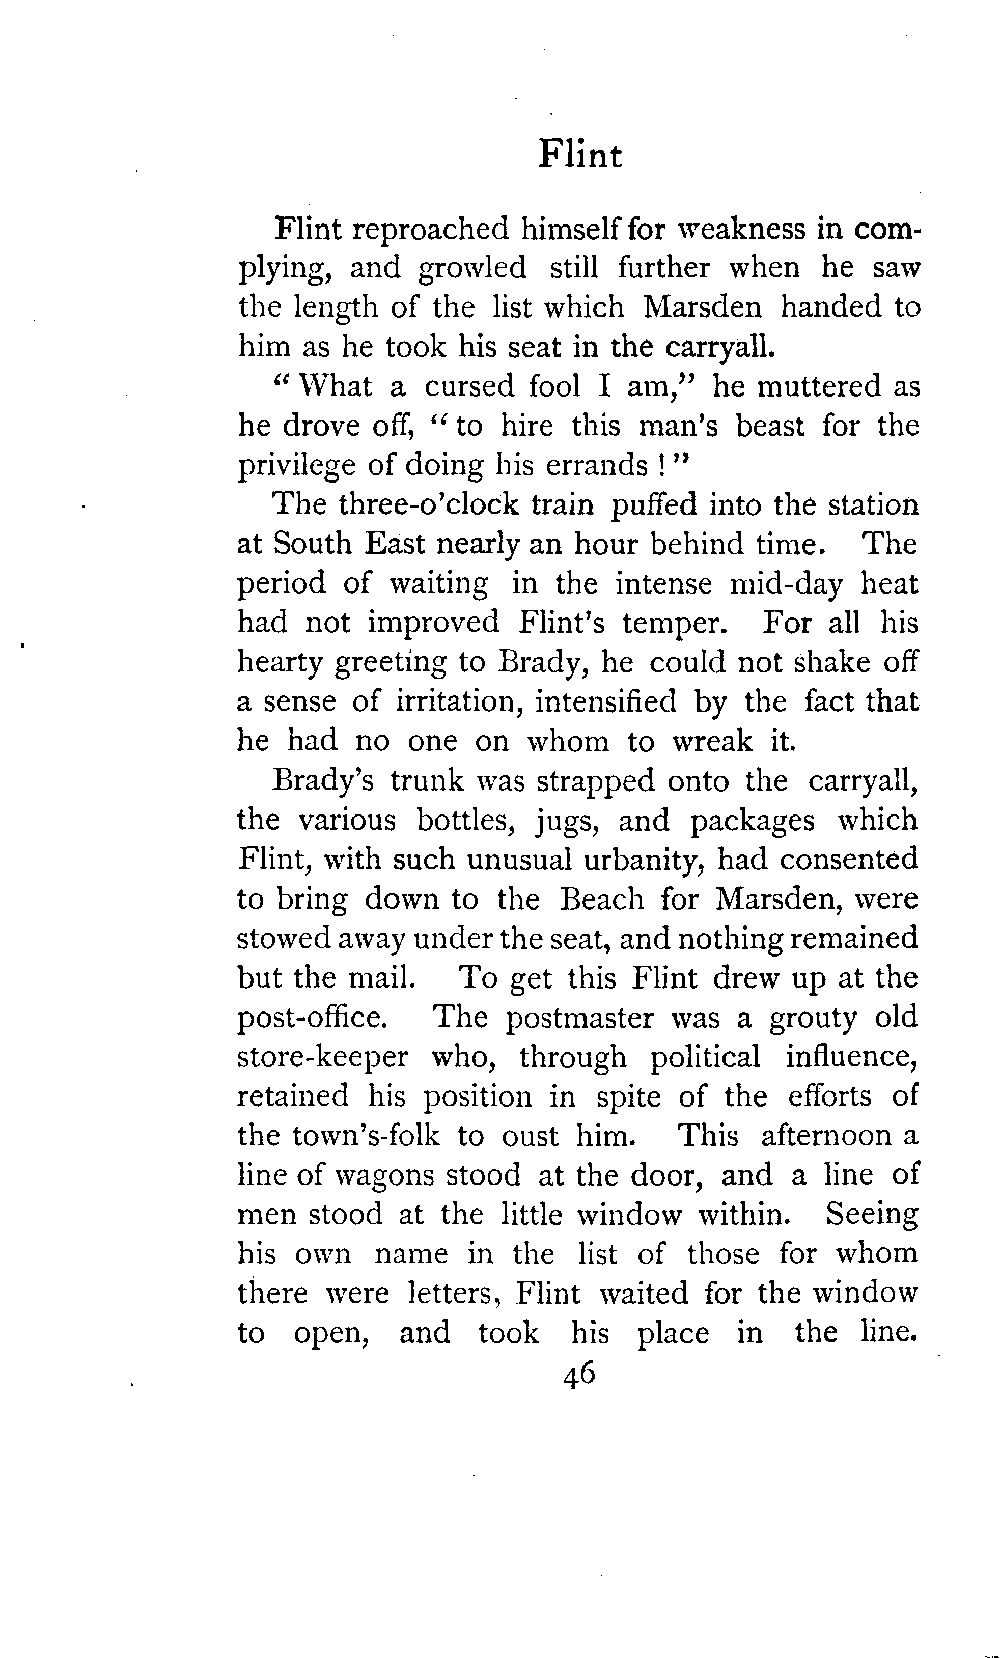 Flint
Flint reproached himself for weakness in com-
plying, and growled still further when he saw
the length of the list which Marsden handed to
him as he took his seat in the carryall.
“ What a cursed fool I am,” he muttered as
he drove off, “ to hire this man's beast for the
privilege of doing his errands ! ”
The three-o'clock train puffed into the station
at South East nearly an hour behind time. The
period of waiting in the intense mid-day heat
had not improved Flint's temper. For all his
hearty greeting to Brady, he could not shake off
a sense of irritation, intensified by the fact that
he had no one on whom to wreak it.
Brady's trunk was strapped onto the carryall,
the various bottles, jugs, and packages which
Flint, with such unusual urbanity, had consented
to bring down to the Beach for Marsden, were
stowed away under the seat, and nothing remained
but the mail. To get this Flint drew up at the
post-office. The postmaster was a grouty old
store-keeper who, through political influence,
retained his position in spite of the efforts of
the town's-folk to oust him. This afternoon a
line of wagons stood at the door, and a line of
men stood at the little window within. Seeing
his own name in the list of those for whom
there were letters, Flint waited for the window
to open, and took his place in the line.
46